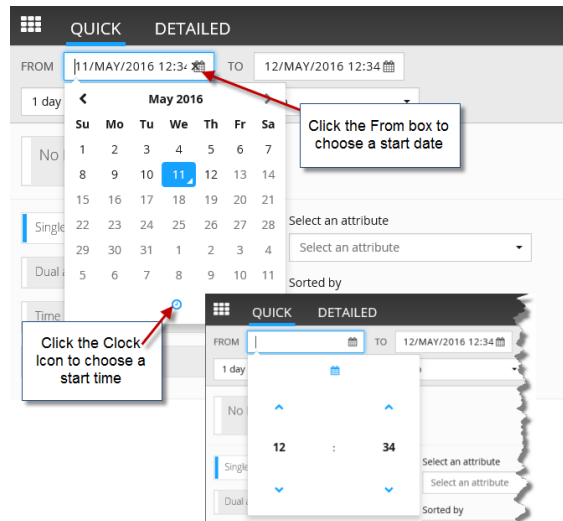 QUICK DETAILED
FROM 11/MAY/2016 12:34 TO 12/MAY/2016 12:34
1 day
May 2016
Su Mo Tu We Th Fr Sa
1 2 3 4 5 6 7
8 9 10 11 12 13 14
15 16 17 18 19 20 21
22 23 24 25 26 27 28
29 30 31 1 2 3 4
5 6 7 8 9 10 11
Click the From box to
choose a start date
No
Single
Dual
Time
Select an attribute
Select an attribute
Sorted by
Click the Clock
Icon to choose a
start time
QUICK DETAILED
FROM TO 12/MAY/2016 12:34
1 day
No
12 : 34
Single
Dual
Select an attribute
Select an attribute
Sorted by